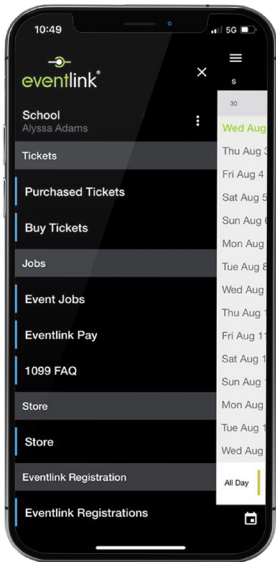 10:49
5G
eventlink®
×
S
School
Alyssa Adams
30
Tickets
Wed Aug
Thu Aug 3
Purchased Tickets
Fri Aug 4
Sat Aug 5
Buy Tickets
Sun Aug
Mon Aug
Jobs
Tue Aug 8
Event Jobs
Wed Aug
Thu Aug 1
Eventlink Pay
Fri Aug 11
Sat Aug 1
1099 FAQ
Sun Aug
Store
Mon Aug
Tue Aug 1
Store
Wed Aug
Eventlink Registration
All Day
Eventlink Registrations